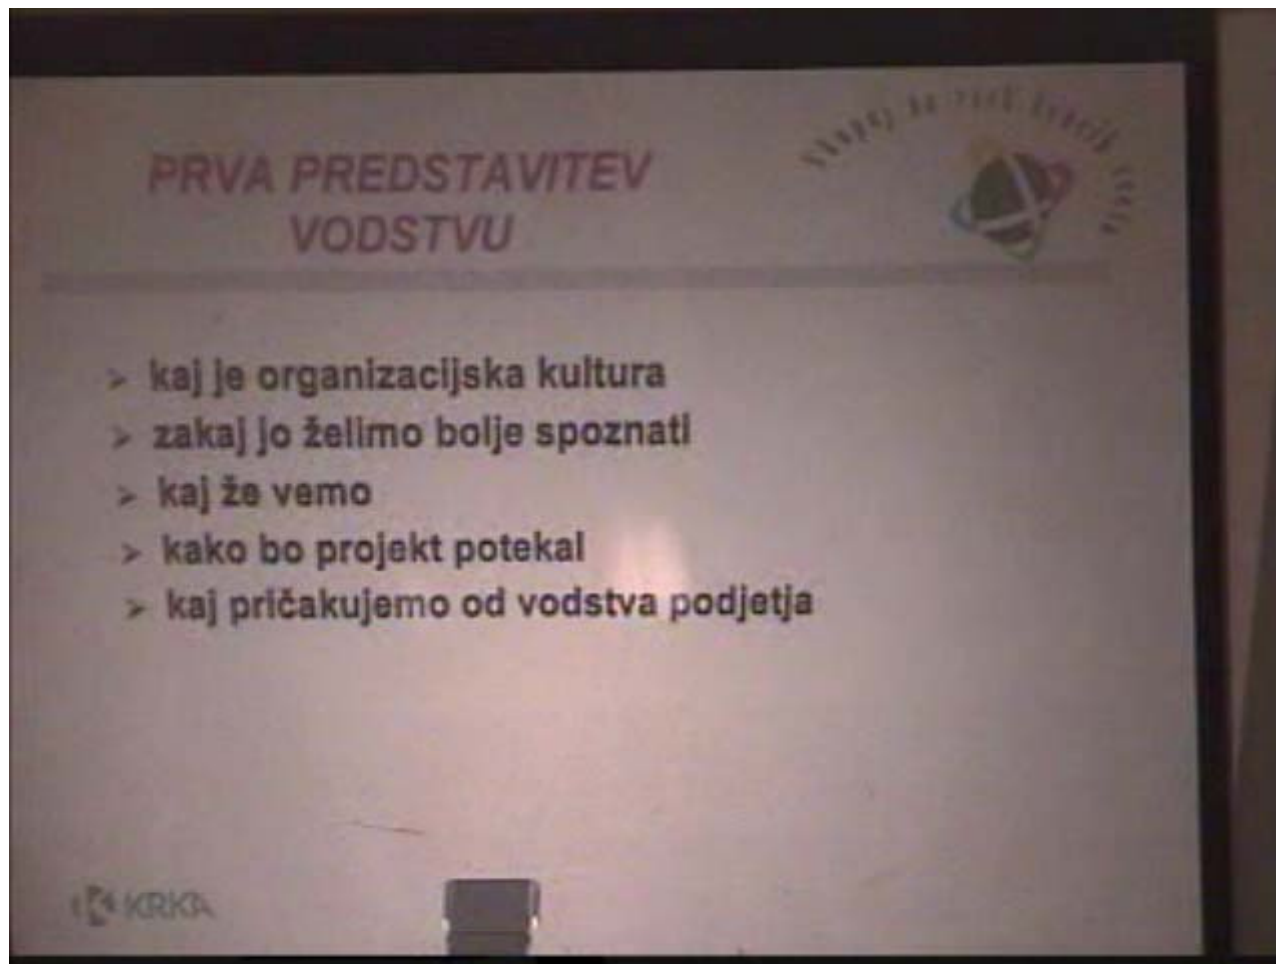 PRVA PREDSTAVITEV
VODSTVU
➢ kaj je organizacijska kultura
➢ zakaj jo želimo bolje spoznati
➢ kaj že vemo
➢ kako bo projekt potekal
➢ kaj pričakujemo od vodstva podjetja
KRKA